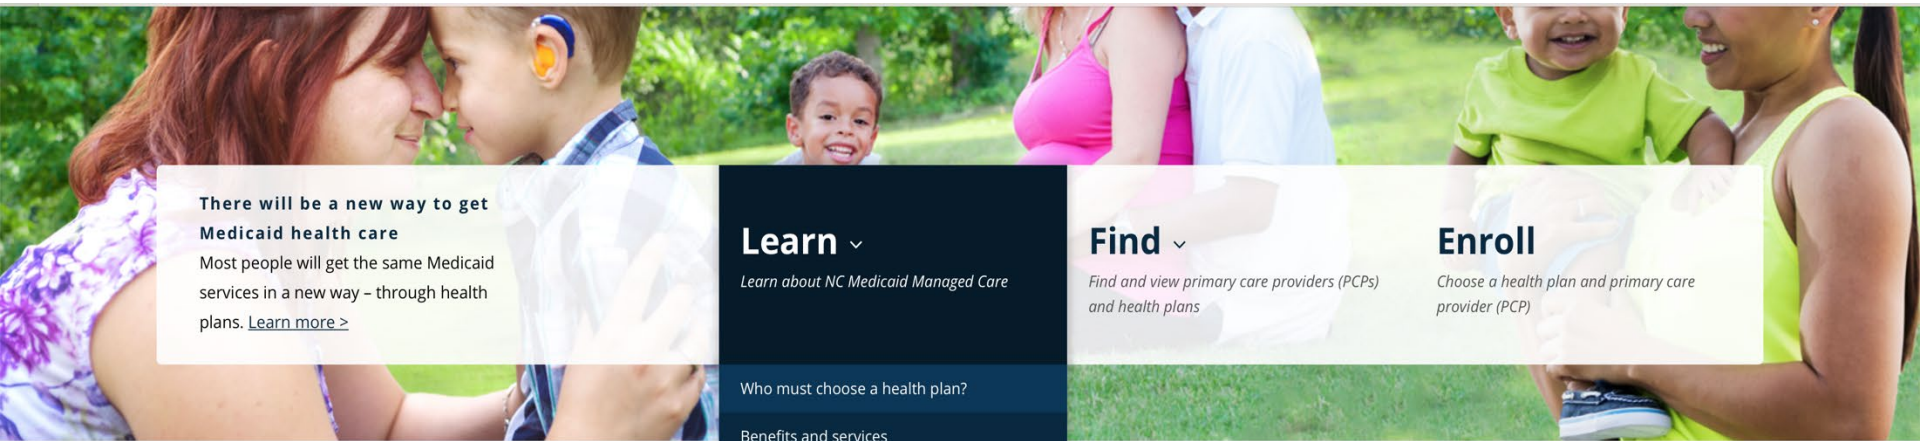 There will be a new way to get
Medicaid health care
Most people will get the same Medicaid
services in a new way – through health
plans. Learn more >
Learn
Learn about NC Medicaid Managed Care
Who must choose a health plan?
Benefits and services
Find
Find and view primary care providers (PCPs)
and health plans
Enroll
Choose a health plan and primary care
provider (PCP)